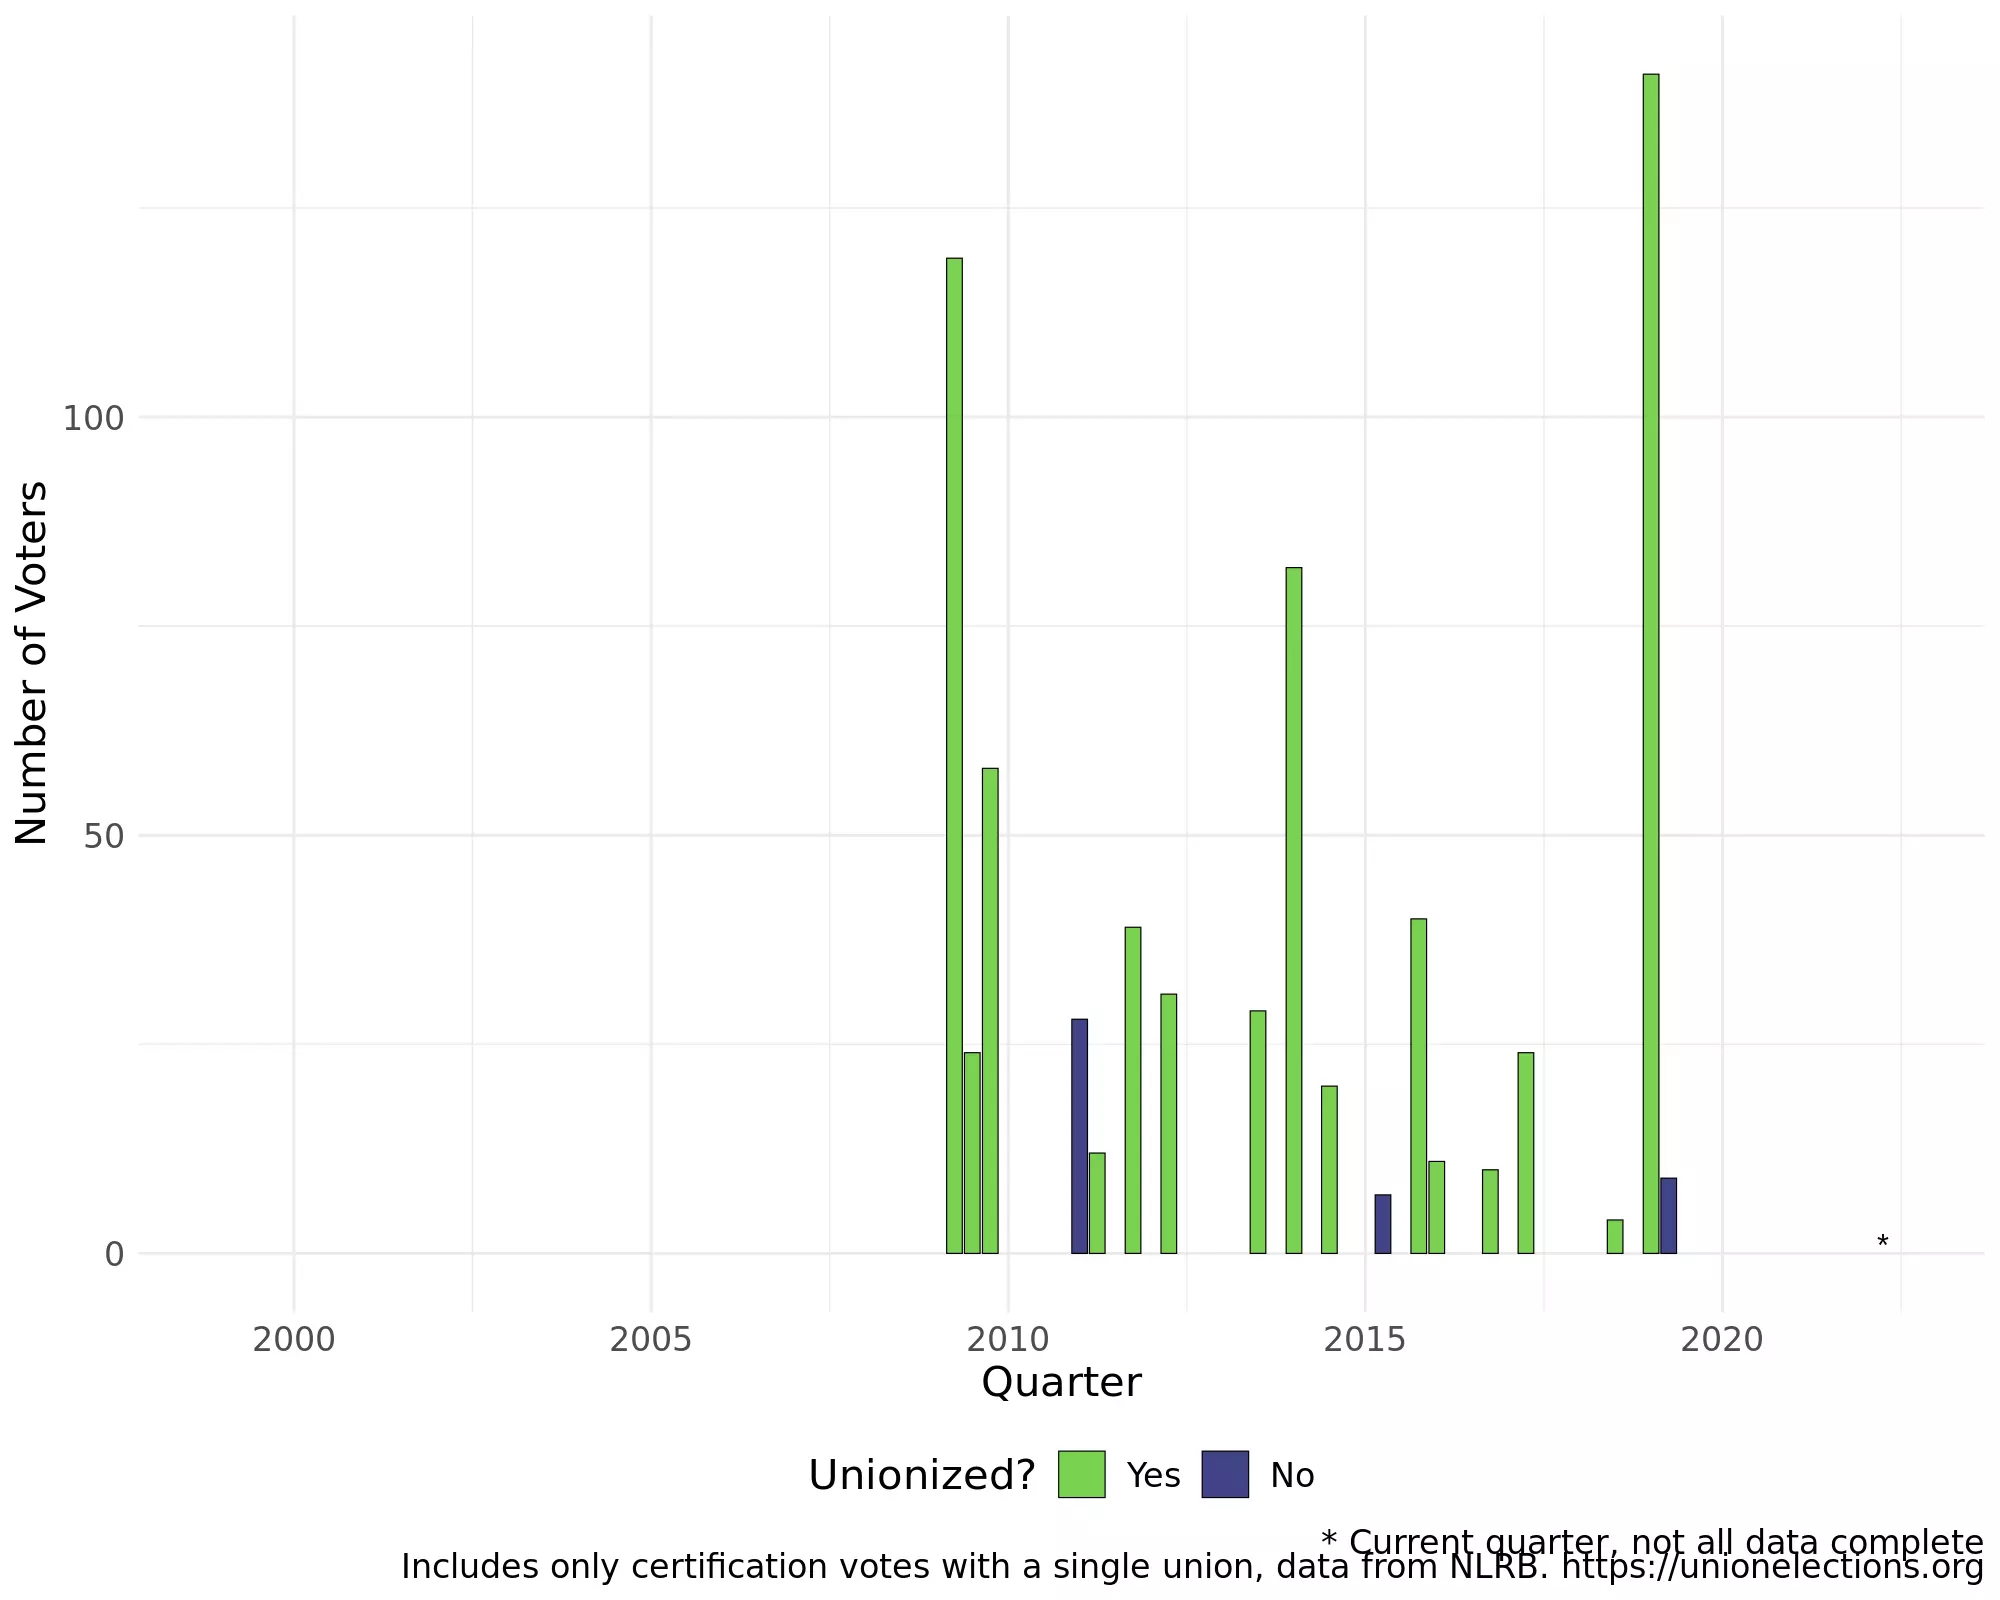 100
50
0
Number of Voters
*
2000 2005 2010 2015 2020
Quarter
Unionized? Yes No
* Current quarter, not all data complete
Includes only certification votes with a single union, data from NLRB. https://unionelections.org